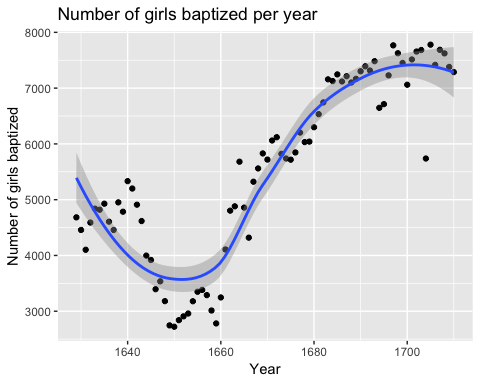 Number of girls baptized per year
8000
7000
6000
5000
4000
3000
Number of girls baptized
1640 1660 1680 1700
Year